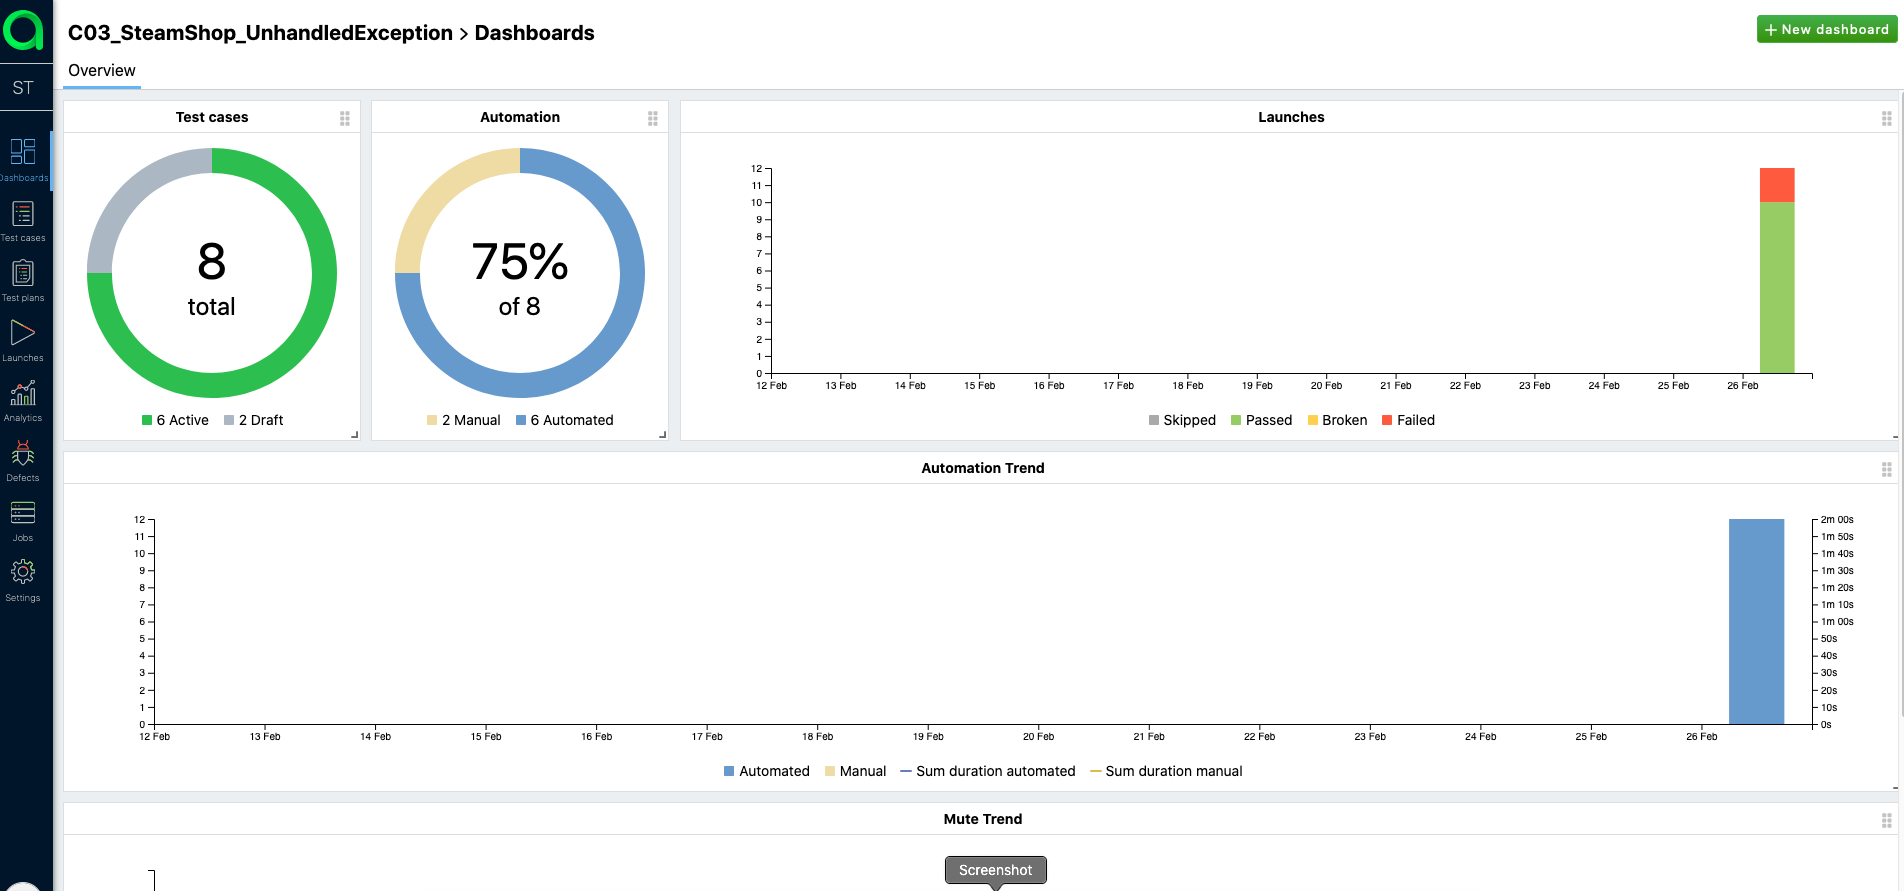 C03_SteamShop_UnhandledException > Dashboards
+ New dashboard
ST
Overview
Dashboards
Test cases
Test plans
Launches
Analytics
Defects
Jobs
Settings
Test cases
8
total
6 Active 2 Draft
Automation
75%
of 8
2 Manual 6 Automated
Launches
12
11
10
9
8
7
6
5
4
3
2
1
0
12 Feb 13 Feb 14 Feb 15 Feb 16 Feb 17 Feb 18 Feb 19 Feb 20 Feb 21 Feb 22 Feb 23 Feb 24 Feb 25 Feb 26 Feb
Skipped Passed Broken Failed
Automation Trend
12
11
10
9
8
7
6
5
4
3
2
1
0
2m 00s
1m 50s
1m 40s
1m 30s
1m 20s
1m 10s
1m 00s
50s
40s
30s
20s
10s
0s
12 Feb 13 Feb 14 Feb 15 Feb 16 Feb 17 Feb 18 Feb 19 Feb 20 Feb 21 Feb 22 Feb 23 Feb 24 Feb 25 Feb 26 Feb
Automated Manual Sum duration automated Sum duration manual
Mute Trend
Screenshot